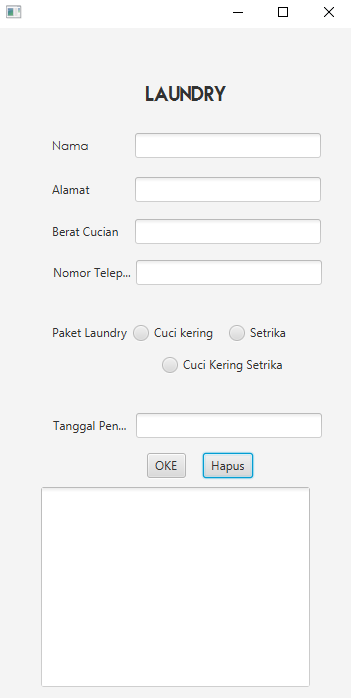 LAUNDRY
Nama
Alamat
Berat Cucian
Nomor Telep...
Paket Laundry Cuci kering Setrika
Cuci Kering Setrika
Tanggal Pen...
OKE Hapus